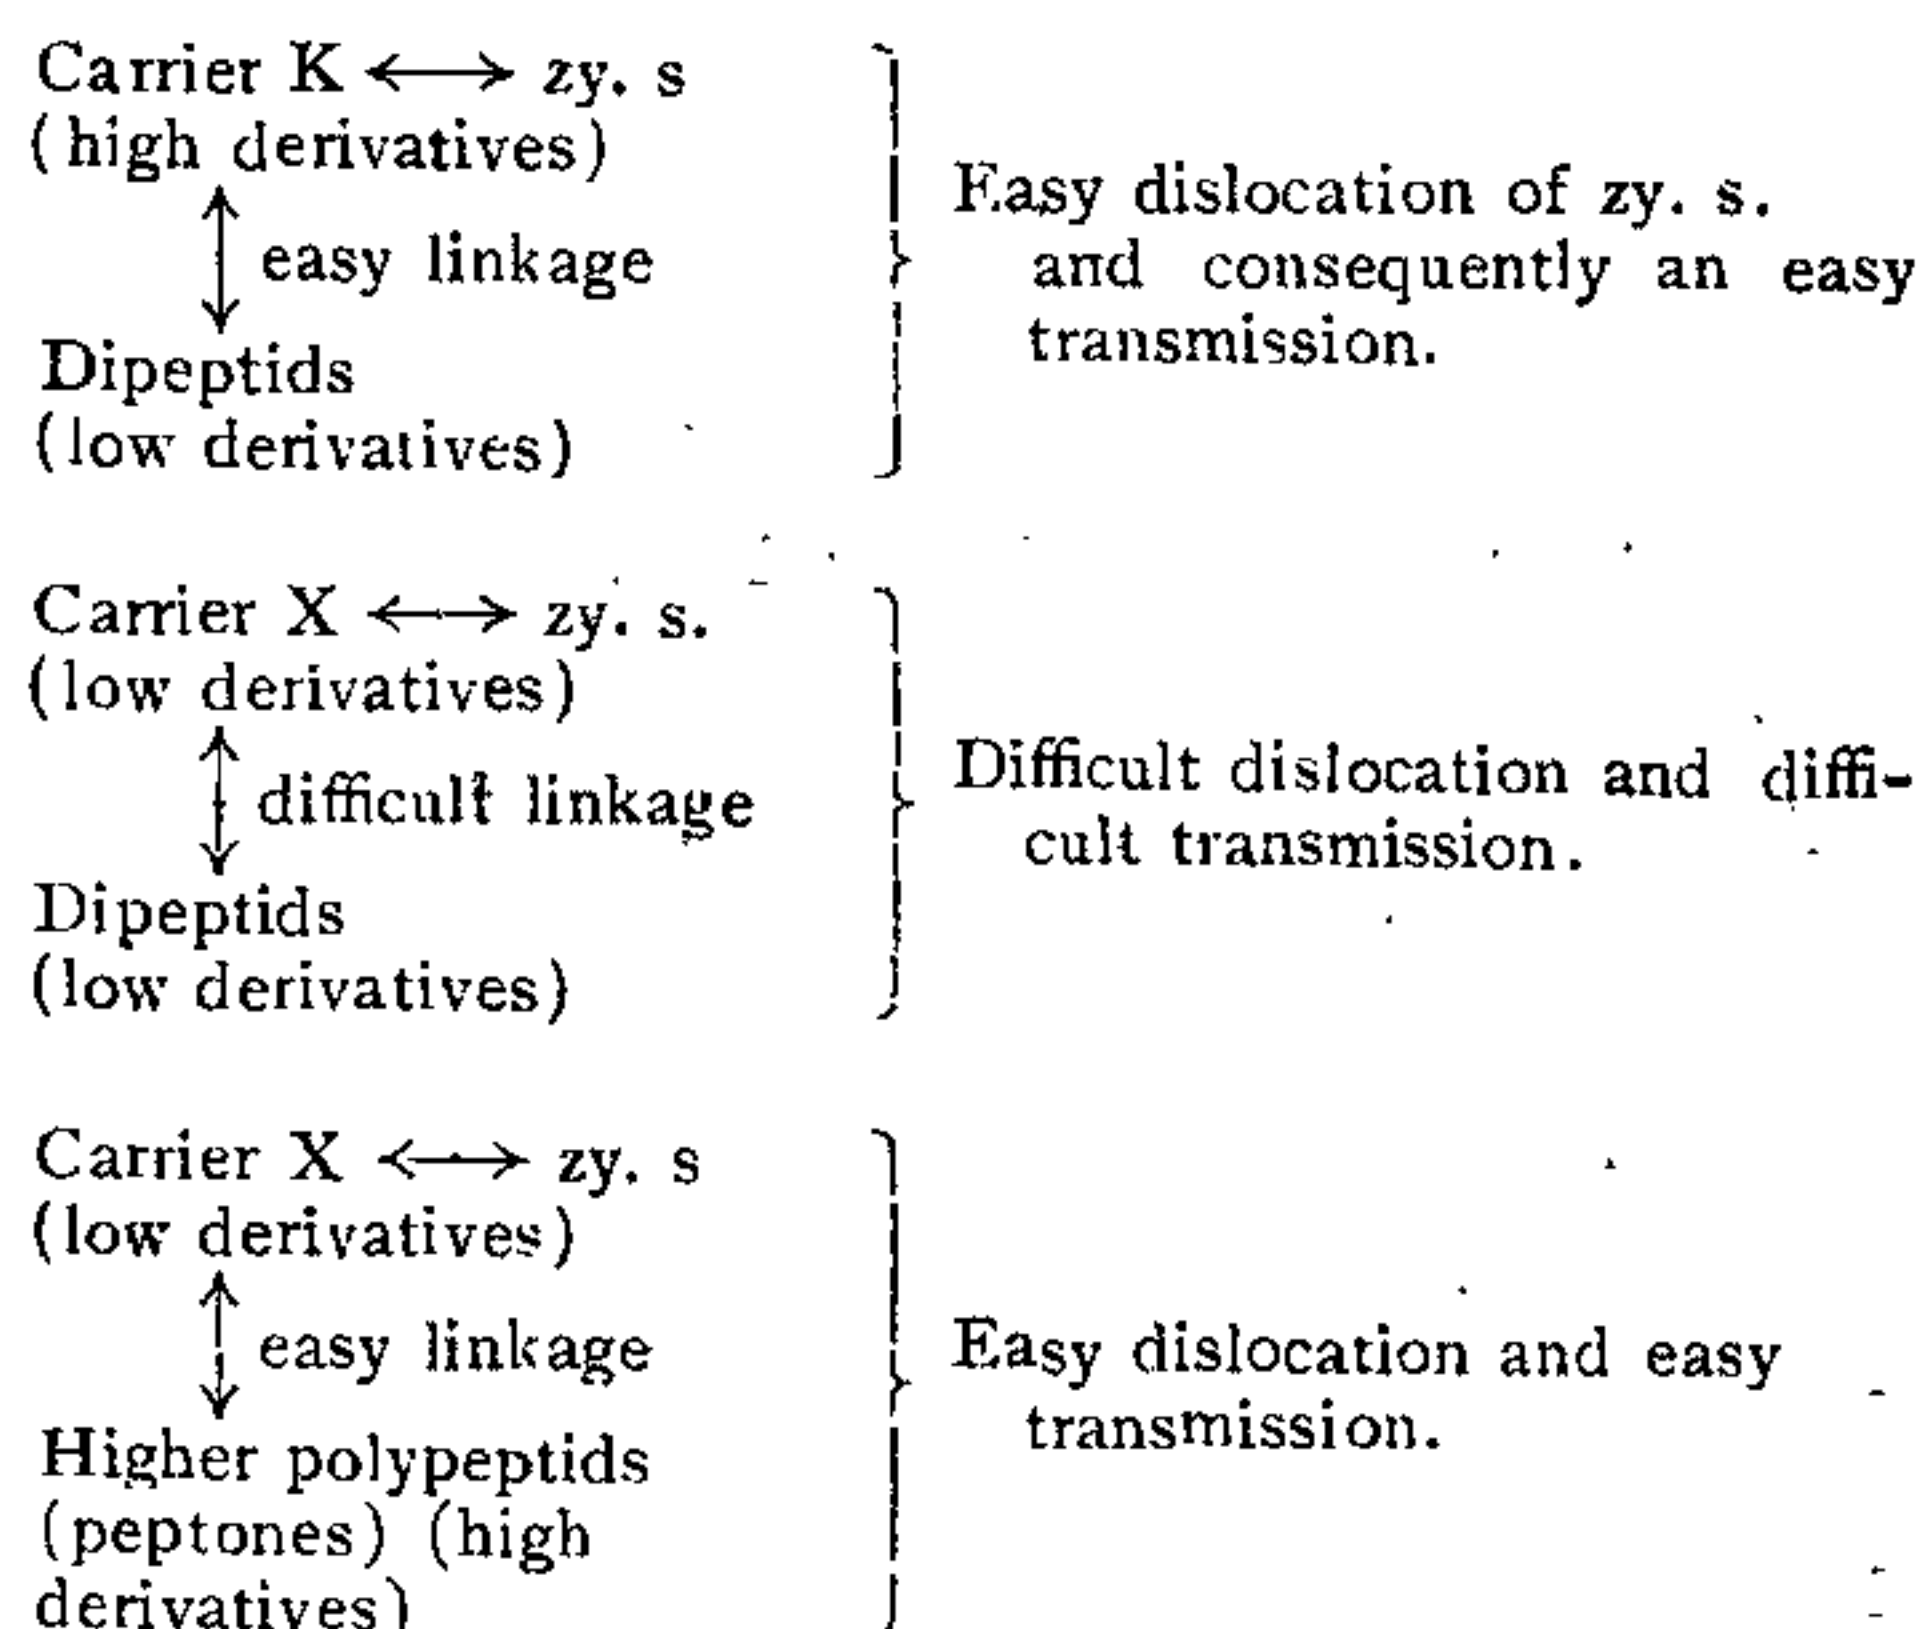 Carrier K ⟷ zy. s
(high derivatives)
easy linkage
Dipeptids
(low derivatives)
Easy dislocation of zy. s.
and consequently an easy
transmission.
Carrier X ⟷ zy. s.
(low derivatives)
difficult linkage
Dipeptids
(low derivatives)
Difficult dislocation and diffi-
cult transmission.
Carrier X ⟷ zy. s
(low derivatives)
easy linkage
Higher polypeptids
(peptones) (high
derivatives)
Easy dislocation and easy
transmission.